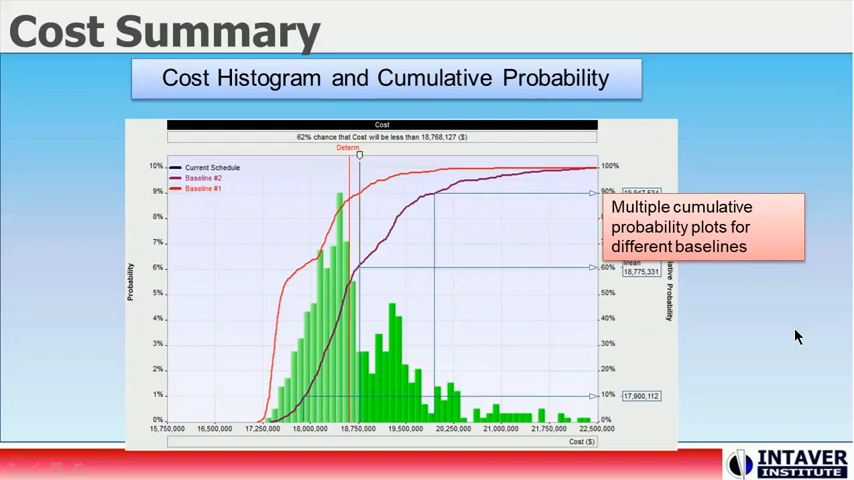 Cost Summary
Cost Histogram and Cumulative Probability
Cost
62% chance that Cost will be less than 18,768,127 ($)
Determ.
Current Schedule
Baseline #2
Baseline #1
10%
9%
8%
7%
6%
5%
4%
3%
2%
1%
0%
Probability
100%
90%
80%
60%
50%
40%
30%
20%
10%
0%
Multiple cumulative
probability plots for
different baselines
Mean
18,775,331
17,900,112
15,750,000 16,500,000 17,250,000 18,000,000 18,750,000 19,500,000 20,250,000 21,000,000 21,750,000 22,500,000
Cost ($)
INTAVER
INSTITUTE